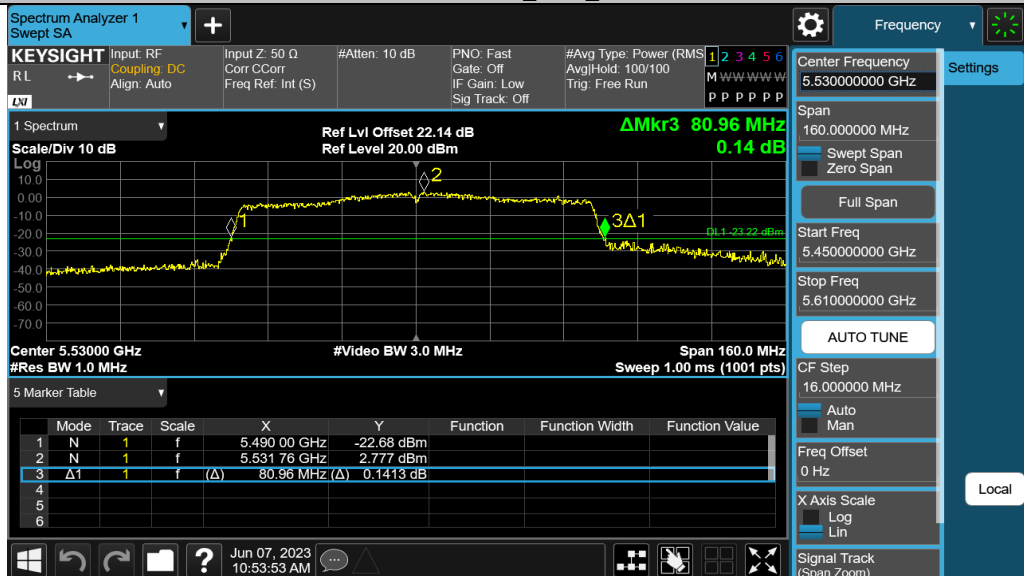 Spectrum Analyzer 1
Swept SA
+
Frequency
KEYSIGHT
RL
LXI
Input: RF
Coupling: DC
Align: Auto
Input Z: 50 Ω
Corr CCorr
Freq Ref: Int (S)
#Atten: 10 dB
PNO: Fast
Gate: Off
IF Gain: Low
Sig Track: Off
#Avg Type: Power (RMS
Avg|Hold: 100/100
Trig: Free Run
1 2 3 4 5 6
M W W W W W
P P P P P P
Center Frequency
5.530000000 GHz
Settings
Span
160.000000 MHz
Swept Span
Zero Span
Full Span
Start Freq
5.450000000 GHz
Stop Freq
5.610000000 GHz
AUTO TUNE
CF Step
16.000000 MHz
Auto
Man
Freq Offset
0 Hz
X Axis Scale
Log
Lin
Signal Track
(Span Zoom)
Local
1 Spectrum
Scale/Div 10 dB
Ref Lvl Offset 22.14 dB
Ref Level 20.00 dBm
ΔMkr3 80.96 MHz
0.14 dB
Log
10.0
0.00
-10.0
-20.0
-30.0
-40.0
-50.0
-60.0
-70.0
1
2
3Δ1
DL1 -23.22 dBm
Center 5.53000 GHz
#Video BW 3.0 MHz
Span 160.0 MHz
#Res BW 1.0 MHz
Sweep 1.00 ms (1001 pts)
5 Marker Table
Mode Trace Scale X Y Function Function Width Function Value
1 N 1 f 5.490 00 GHz -22.68 dBm
2 N 1 f 5.531 76 GHz 2.777 dBm
3 Δ1 1 f (Δ) 80.96 MHz (Δ) 0.1413 dB
4
5
6
?
Jun 07, 2023
10:53:53 AM